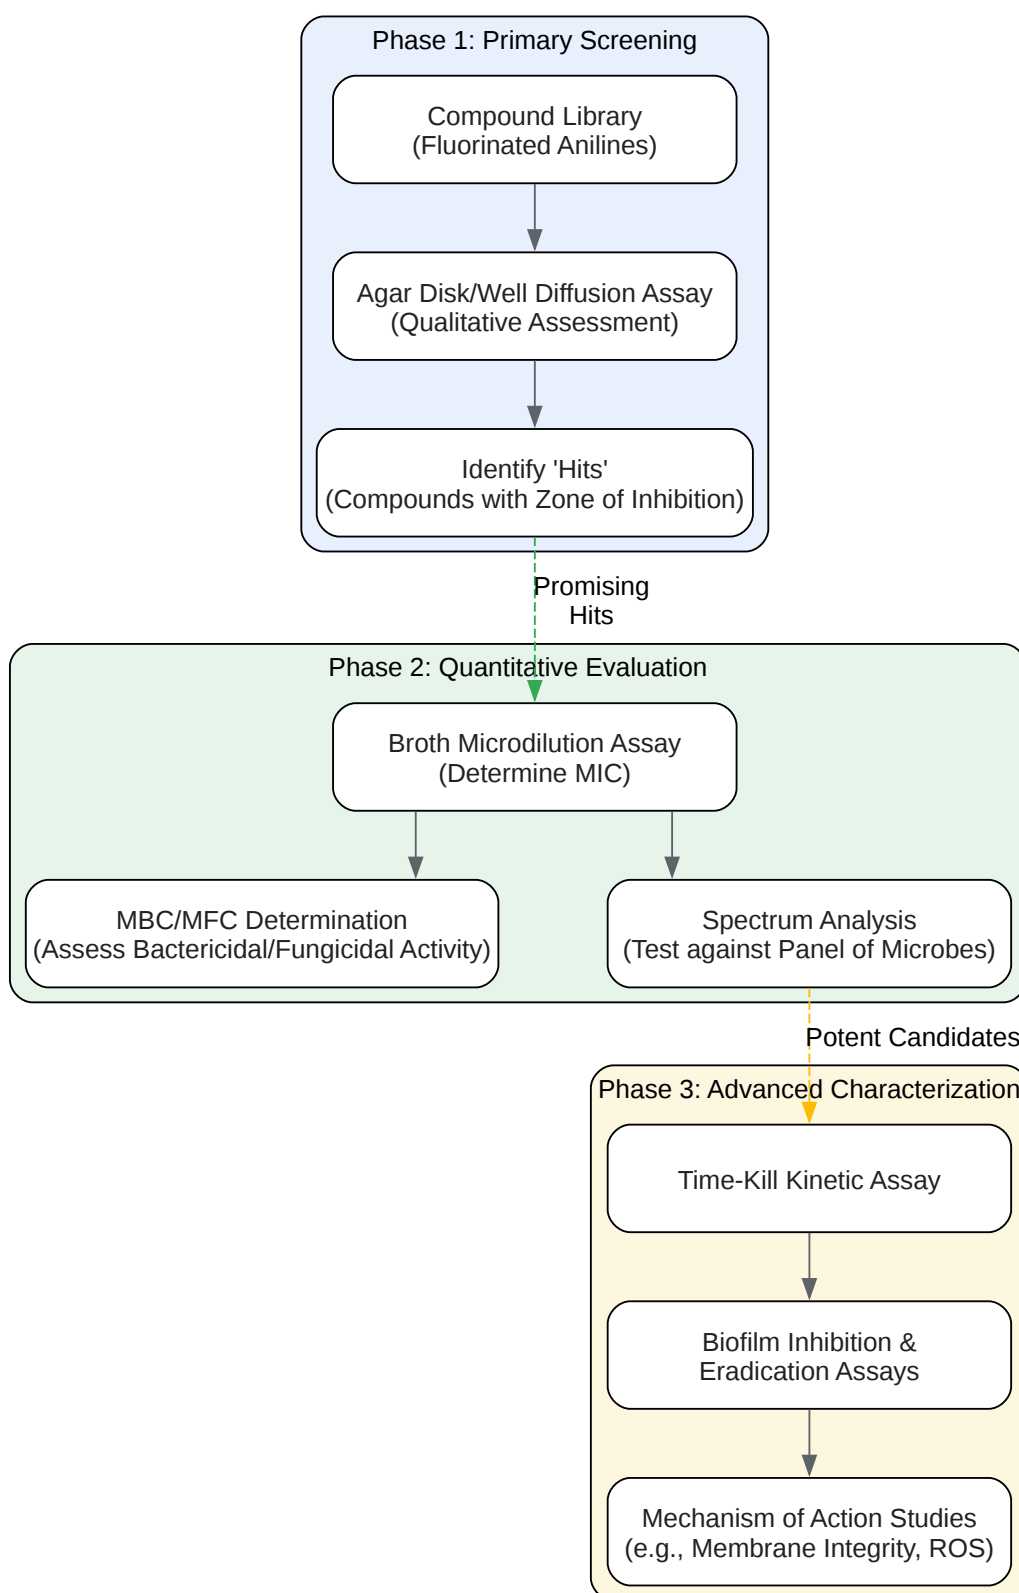 Phase 1: Primary Screening
Compound Library
(Fluorinated Anilines)
Agar Disk/Well Diffusion Assay
(Qualitative Assessment)
Identify 'Hits'
(Compounds with Zone of Inhibition)
Promising
Hits
Phase 2: Quantitative Evaluation
Broth Microdilution Assay
(Determine MIC)
MBC/MFC Determination
(Assess Bactericidal/Fungicidal Activity)
Spectrum Analysis
(Test against Panel of Microbes)
Potent Candidates
Phase 3: Advanced Characterization
Time-Kill Kinetic Assay
Biofilm Inhibition &
Eradication Assays
Mechanism of Action Studies
(e.g., Membrane Integrity, ROS)